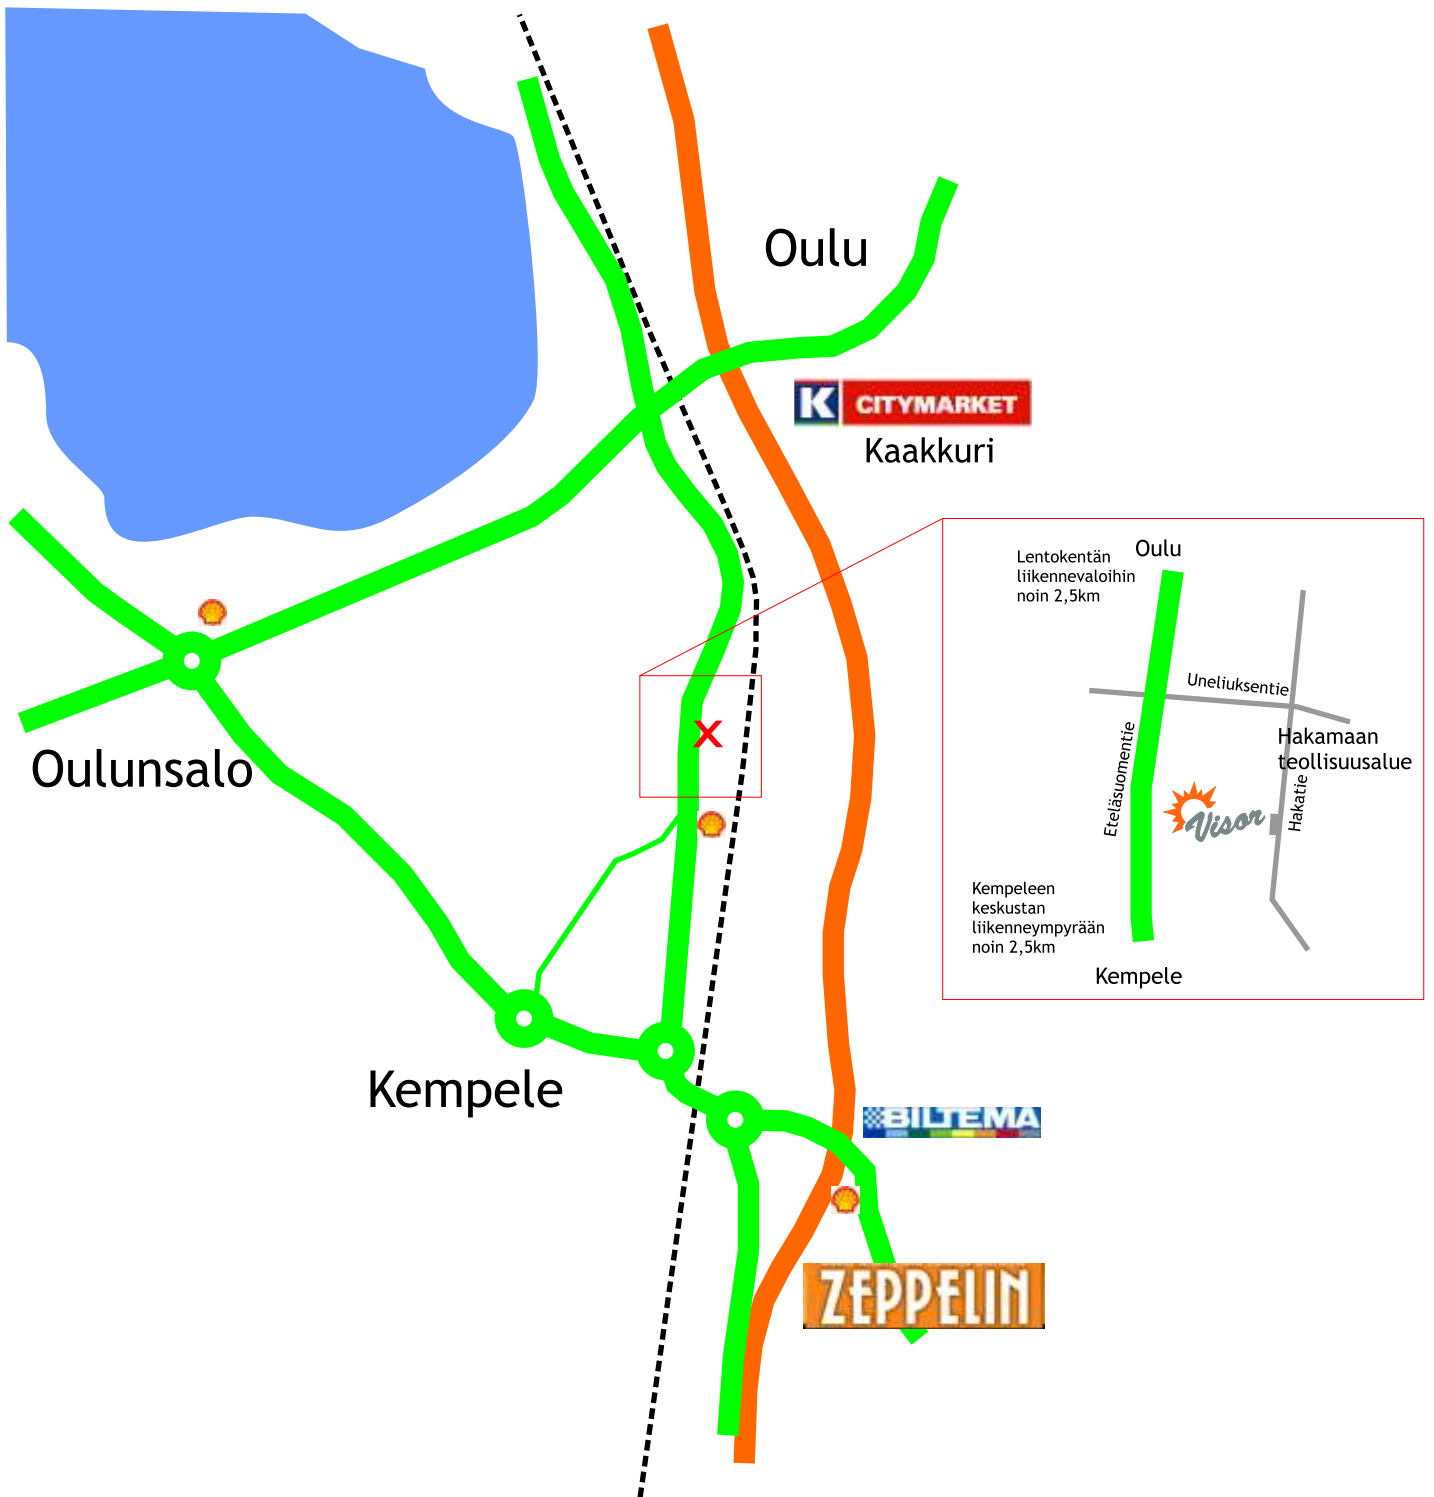 Oulu
K CITYMARKET
Kaakkuri
Oulunsalo
Kempele
BILTEMA
ZEPPELIN
X
Oulu
Lentokentän
liikennevaloihin
noin 2,5km
Uneliuksentie
Eteläsuomentie
Hakamaan
teollisuusalue
Hakatie
Visor
Kempeleen
keskustan
liikenneympyrään
noin 2,5km
Kempele